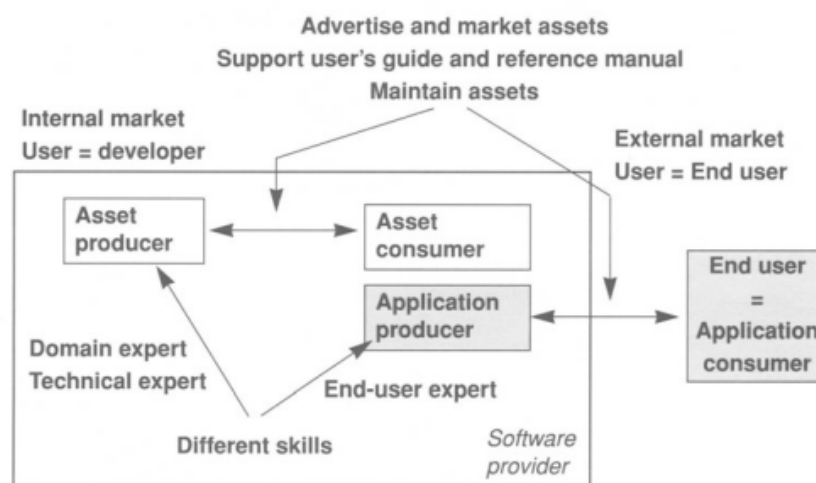 Advertise and market assets
Support user's guide and reference manual
Maintain assets
Internal market
User = developer
External market
User = End user
Asset
producer
Asset
consumer
Application
producer
End user
=
Application
consumer
Domain expert
Technical expert
End-user expert
Different skills
Software
provider